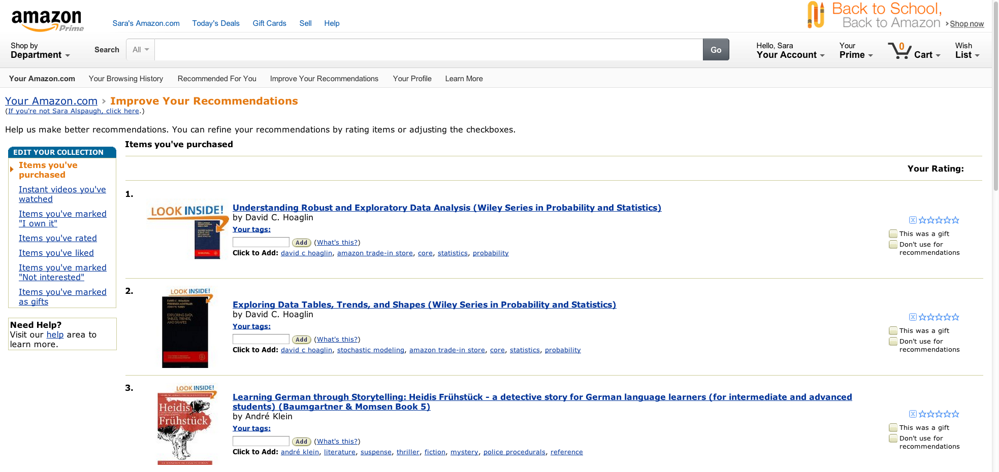 amazon
Prime
Sara's Amazon.com Today's Deals Gift Cards Sell Help
Back to School,
Back to Amazon
Shop now
Shop by
Department
Search All Go
Hello, Sara
Your Account
Your
Prime
0
Cart
Wish
List
Your Amazon.com Your Browsing History Recommended For You Improve Your Recommendations Your Profile Learn More
Your Amazon.com › Improve Your Recommendations
(If you're not Sara Alspaugh, click here.)
Help us make better recommendations. You can refine your recommendations by rating items or adjusting the checkboxes.
EDIT YOUR COLLECTION
Items you've
purchased
Instant videos you've
watched
Items you've marked
"I own it"
Items you've rated
Items you've liked
Items you've marked
"Not interested"
Items you've marked
as gifts
Need Help?
Visit our help area to
learn more.
Items you've purchased
Your Rating:
1.
LOOK INSIDE!
Understanding Robust and Exploratory Data Analysis (Wiley Series in Probability and Statistics)
by David C. Hoaglin
Your tags:
Add (What's this?)
Click to Add: david c hoaglin, amazon trade-in store, core, statistics, probability
This was a gift
Don't use for
recommendations
2.
LOOK INSIDE!
DAVID C. HOAGLIN
FREDERICK MOSTELLER
JOHN W. TUKEY
EXPLORING DATA
TABLES, TRENDS,
AND SHAPES
Exploring Data Tables, Trends, and Shapes (Wiley Series in Probability and Statistics)
by David C. Hoaglin
Your tags:
Add (What's this?)
Click to Add: david c hoaglin, stochastic modeling, amazon trade-in store, core, statistics, probability
This was a gift
Don't use for
recommendations
3.
LOOK INSIDE!
Heidis
Frühstück
Learning German through Storytelling: Heidis Frühstück - a detective story for German language learners (for intermediate and advanced
students) (Baumgartner & Momsen Book 5)
by André Klein
Your tags:
Add (What's this?)
Click to Add: andré klein, literature, suspense, thriller, fiction, mystery, police procedurals, reference
This was a gift
Don't use for
recommendations